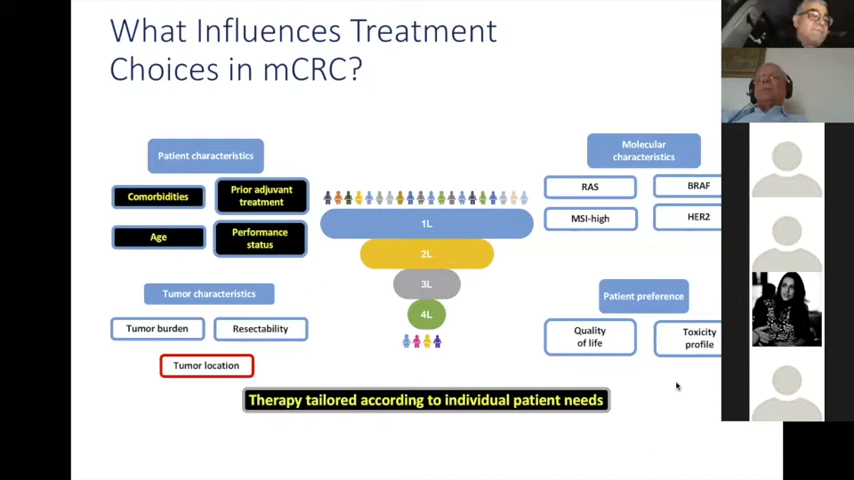 What Influences Treatment
Choices in mCRC?
Patient characteristics
Comorbidities
Prior adjuvant
treatment
Age
Performance
status
Tumor characteristics
Tumor burden
Resectability
Tumor location
1L
2L
3L
4L
Molecular
characteristics
RAS
BRAF
MSI-high
HER2
Patient preference
Quality
of life
Toxicity
profile
Therapy tailored according to individual patient needs